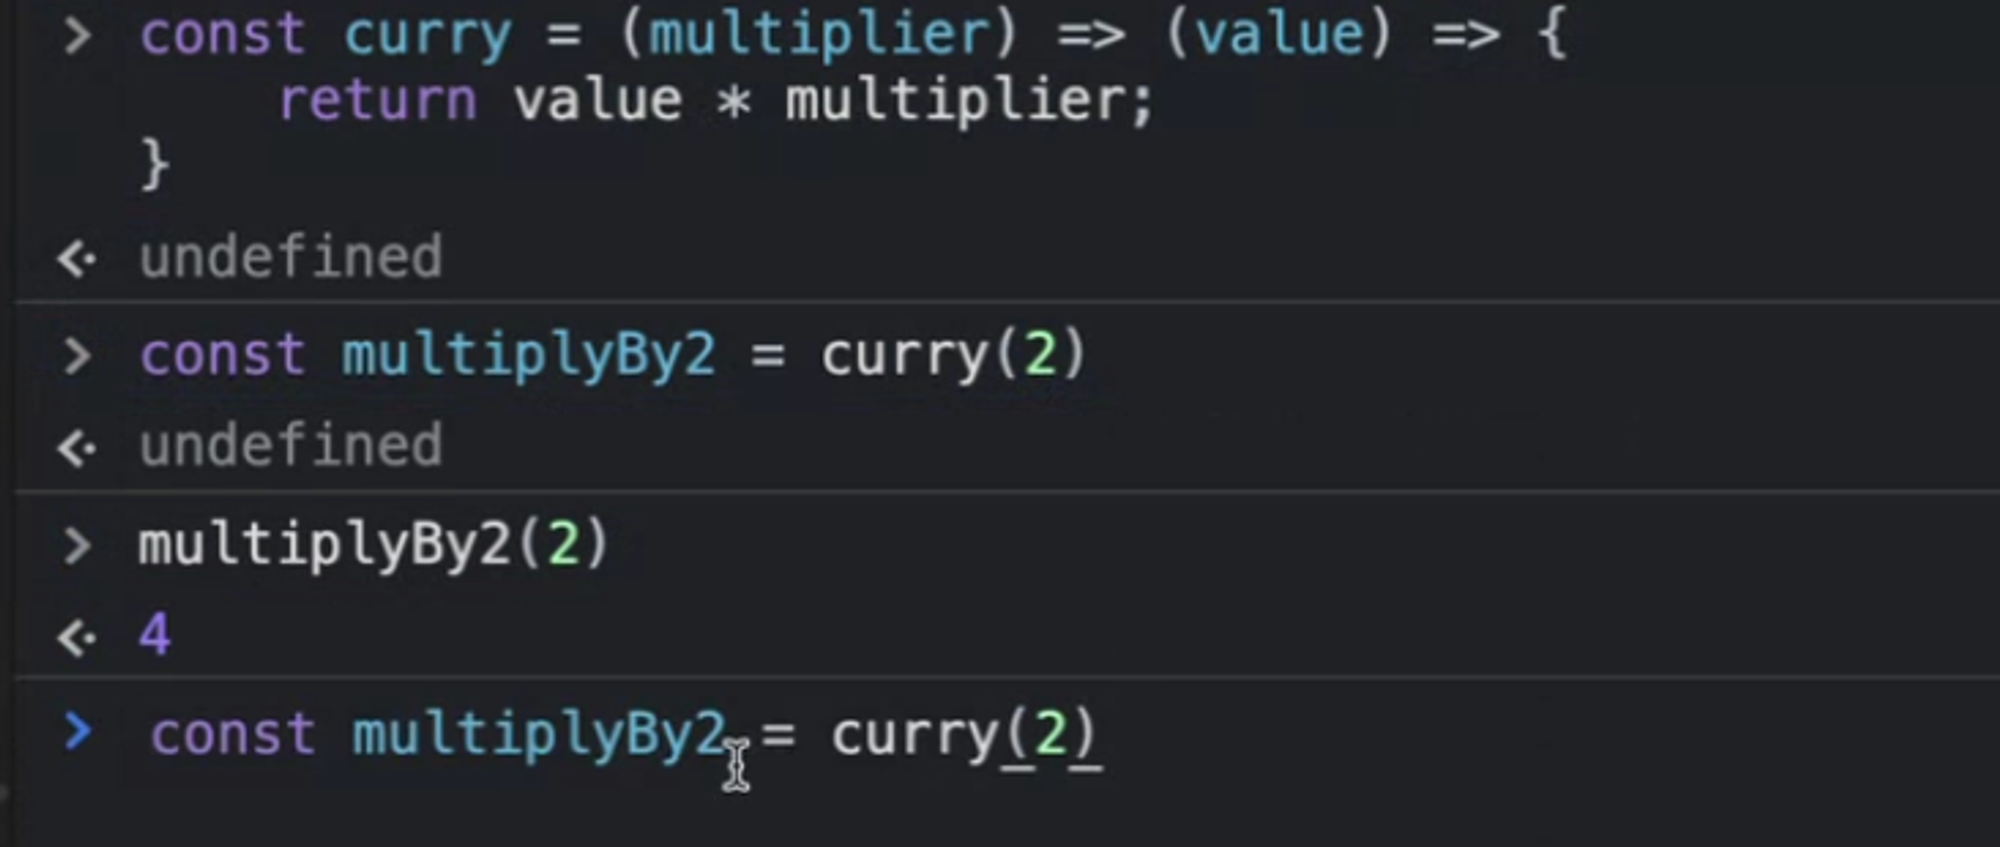 > const curry = (multiplier) => (value) => {
return value * multiplier;
}
undefined
> const multiplyBy2 = curry(2)
undefined
> multiplyBy2(2)
4
> const multiplyBy2 = curry(2)